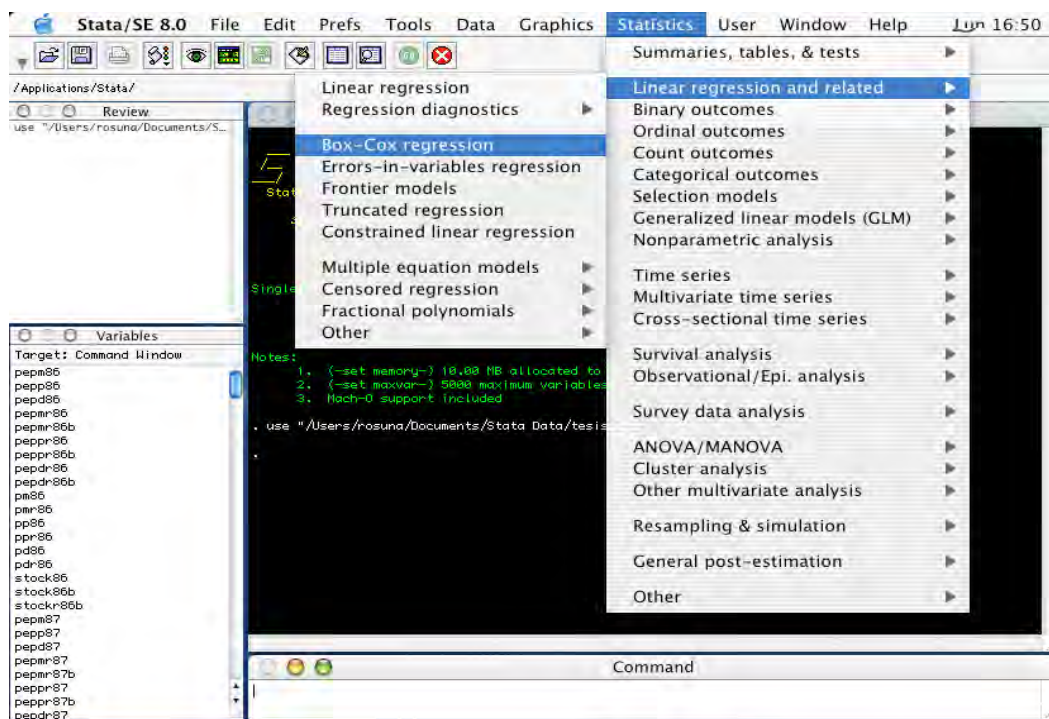 Stata/SE 8.0 File Edit Prefs Tools Data Graphics Statistics User Window Help Lun 16:50
/Applications/Stata/
Review
use "/Users/rosuna/Documents/S…
Summaries, tables, & tests
Linear regression and related
Binary outcomes
Ordinal outcomes
Count outcomes
Categorical outcomes
Selection models
Generalized linear models (GLM)
Nonparametric analysis
Time series
Multivariate time series
Cross-sectional time series
Survival analysis
Observational/Epi. analysis
Survey data analysis
ANOVA/MANOVA
Cluster analysis
Other multivariate analysis
Resampling & simulation
General post-estimation
Other
Linear regression
Regression diagnostics
Box-Cox regression
Errors-in-variables regression
Frontier models
Truncated regression
Constrained linear regression
Multiple equation models
Censored regression
Fractional polynomials
Other
Stat
Single
Notes:
1. (-set memory-) 10.00 MB allocated to
2. (-set maxvar-) 5000 maximum variables
3. Mach-O support included
. use "/Users/rosuna/Documents/Stata Data/tesis
.
Variables
Target: Command Window
pepm86
pepp86
pepd86
pepmr86
pepmr86b
peppr86
peppr86b
pepdr86
pepdr86b
pm86
pmr86
pp86
ppr86
pd86
pdr86
stock86
stock86b
stockr86b
pepm87
pepp87
pepd87
pepmr87
pepmr87b
peppr87
peppr87b
pepdr87
Command